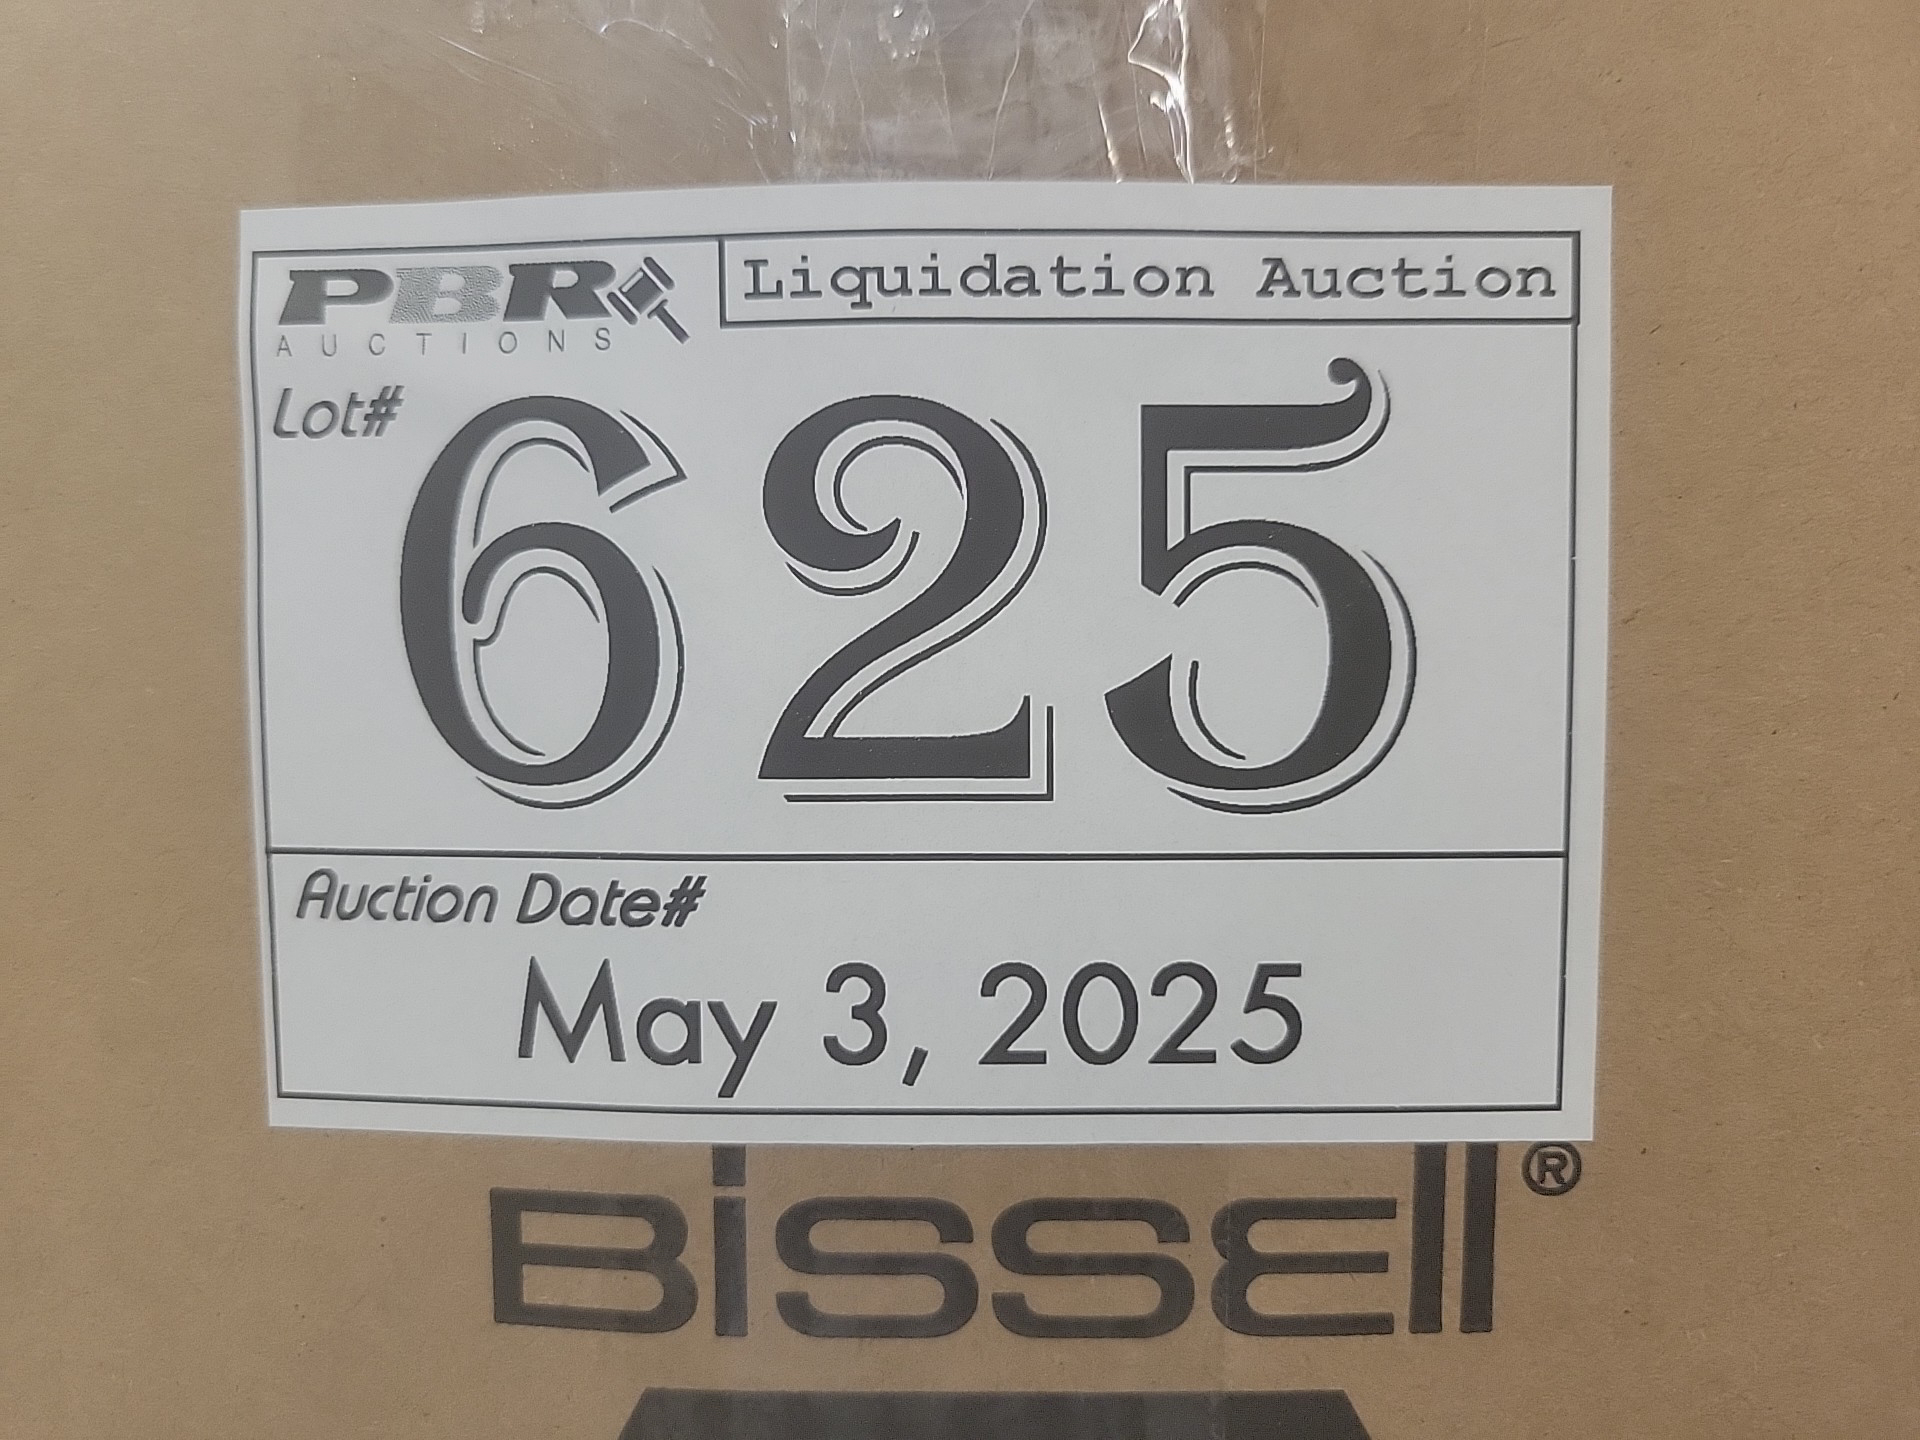 PBR
AUCTIONS
Liquidation Auction
Lot#
625
Auction Date#
May 3, 2025
BISSELL®